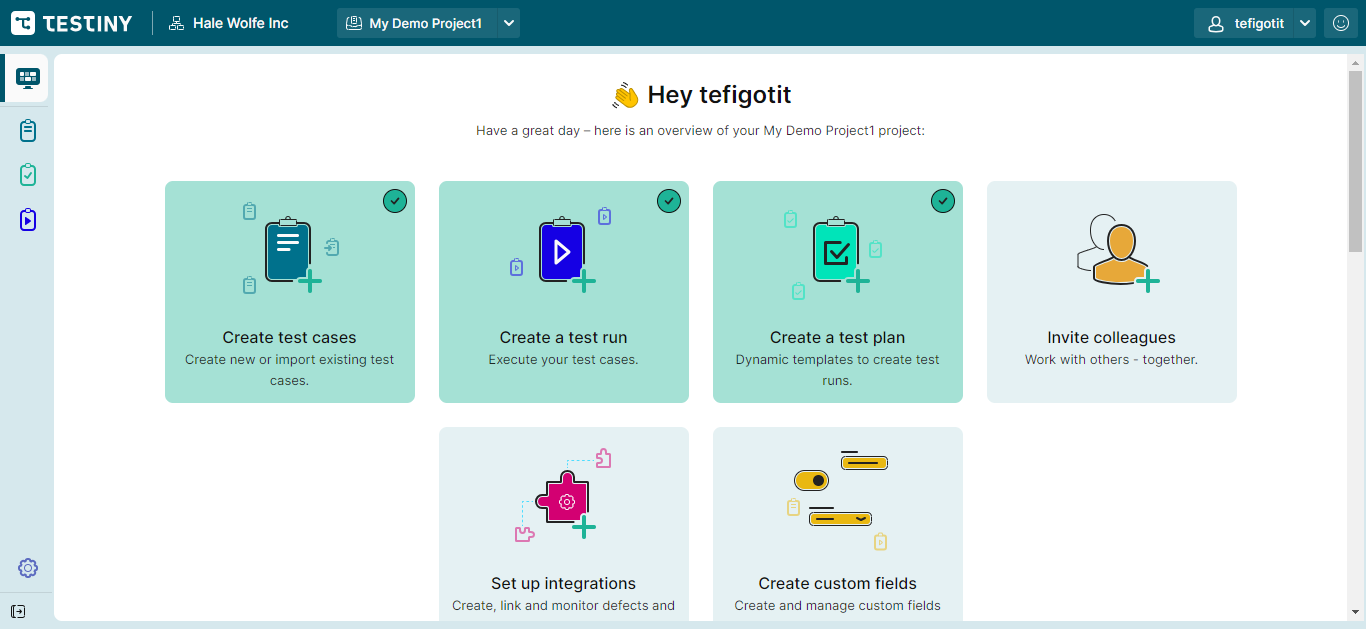 TESTINY
Hale Wolfe Inc
My Demo Project1
tefigotit
Hey tefigotit
Have a great day – here is an overview of your My Demo Project1 project:
Create test cases
Create new or import existing test
cases.
Create a test run
Execute your test cases.
Create a test plan
Dynamic templates to create test
runs.
Invite colleagues
Work with others - together.
Set up integrations
Create, link and monitor defects and
Create custom fields
Create and manage custom fields